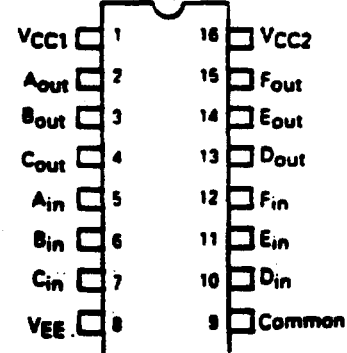 VCC1 1 16 VCC2
Aout 2 15 Fout
Bout 3 14 Eout
Cout 4 13 Dout
Ain 5 12 Fin
Bin 6 11 Ein
Cin 7 10 Din
VEE 8 9 Common